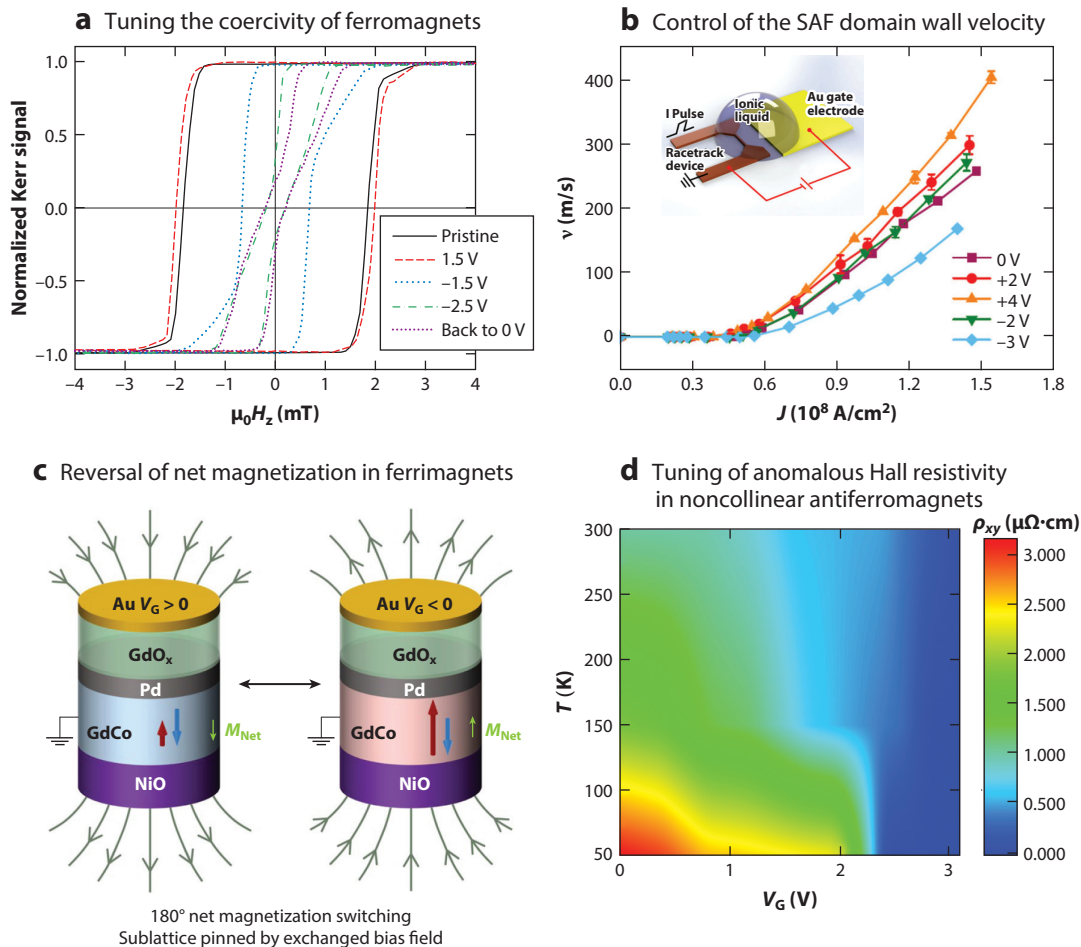 a Tuning the coercivity of ferromagnets
Normalized Kerr signal
1.0
0.5
0.0
−0.5
−1.0
Pristine
1.5 V
−1.5 V
−2.5 V
Back to 0 V
−4 −3 −2 −1 0 1 2 3 4
μ₀H_z (mT)
b Control of the SAF domain wall velocity
ν (m/s)
400
300
200
100
0
I Pulse
Ionic
liquid
Au gate
electrode
Racetrack
device
0 V
+2 V
+4 V
−2 V
−3 V
0.0 0.3 0.6 0.9 1.2 1.5 1.8
J (10⁸ A/cm²)
c Reversal of net magnetization in ferrimagnets
Au V_G > 0
GdOₓ
Pd
GdCo
M_Net
NiO
Au V_G < 0
GdOₓ
Pd
GdCo
M_Net
NiO
180° net magnetization switching
Sublattice pinned by exchanged bias field
d Tuning of anomalous Hall resistivity
in noncollinear antiferromagnets
T (K)
300
250
200
150
100
50
0 1 2 3
V_G (V)
ρ_xy (μΩ·cm)
3.000
2.500
2.000
1.500
1.000
0.500
0.000